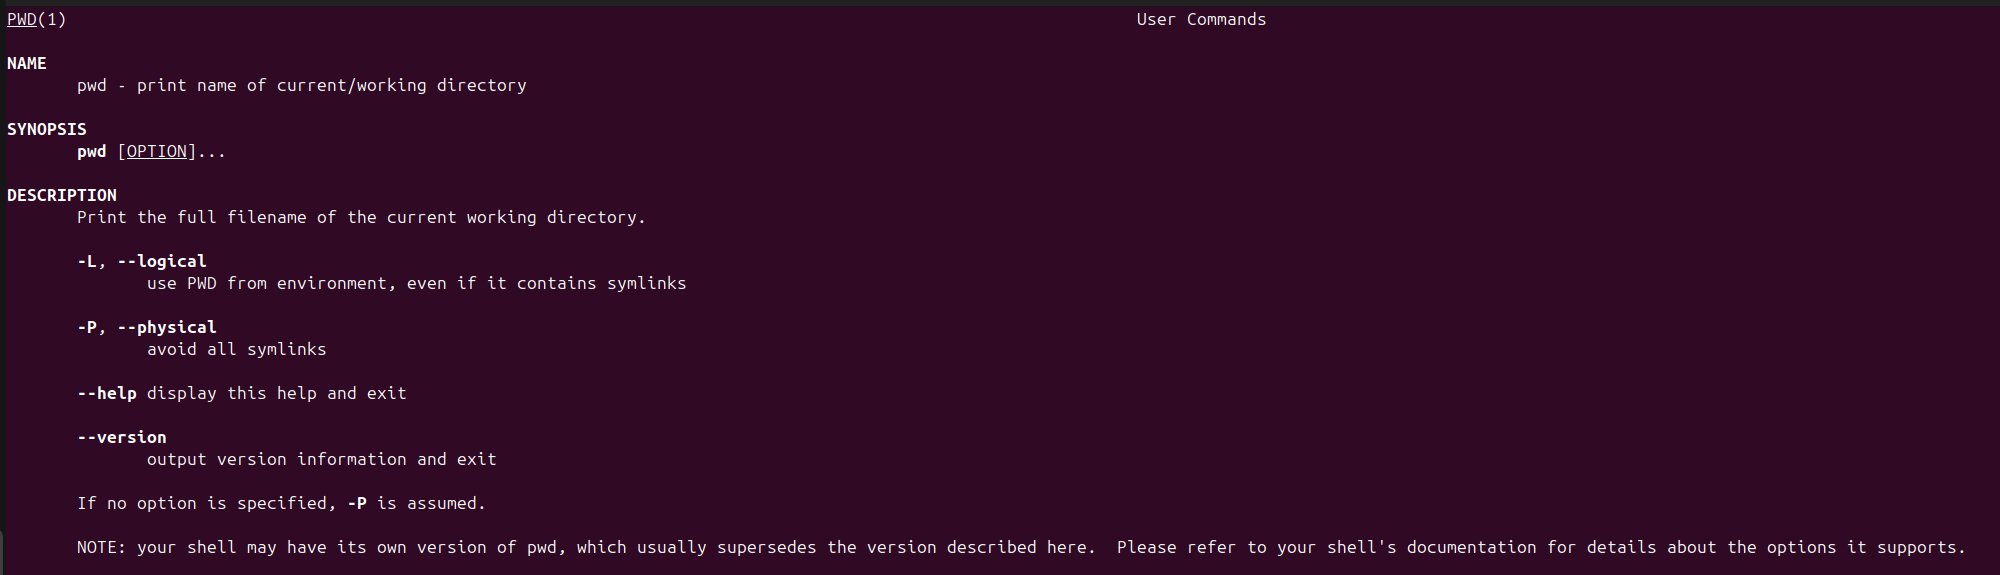 PWD(1) User Commands
NAME
pwd - print name of current/working directory
SYNOPSIS
pwd [OPTION]...
DESCRIPTION
Print the full filename of the current working directory.
-L, --logical
use PWD from environment, even if it contains symlinks
-P, --physical
avoid all symlinks
--help display this help and exit
--version
output version information and exit
If no option is specified, -P is assumed.
NOTE: your shell may have its own version of pwd, which usually supersedes the version described here.  Please refer to your shell's documentation for details about the options it supports.